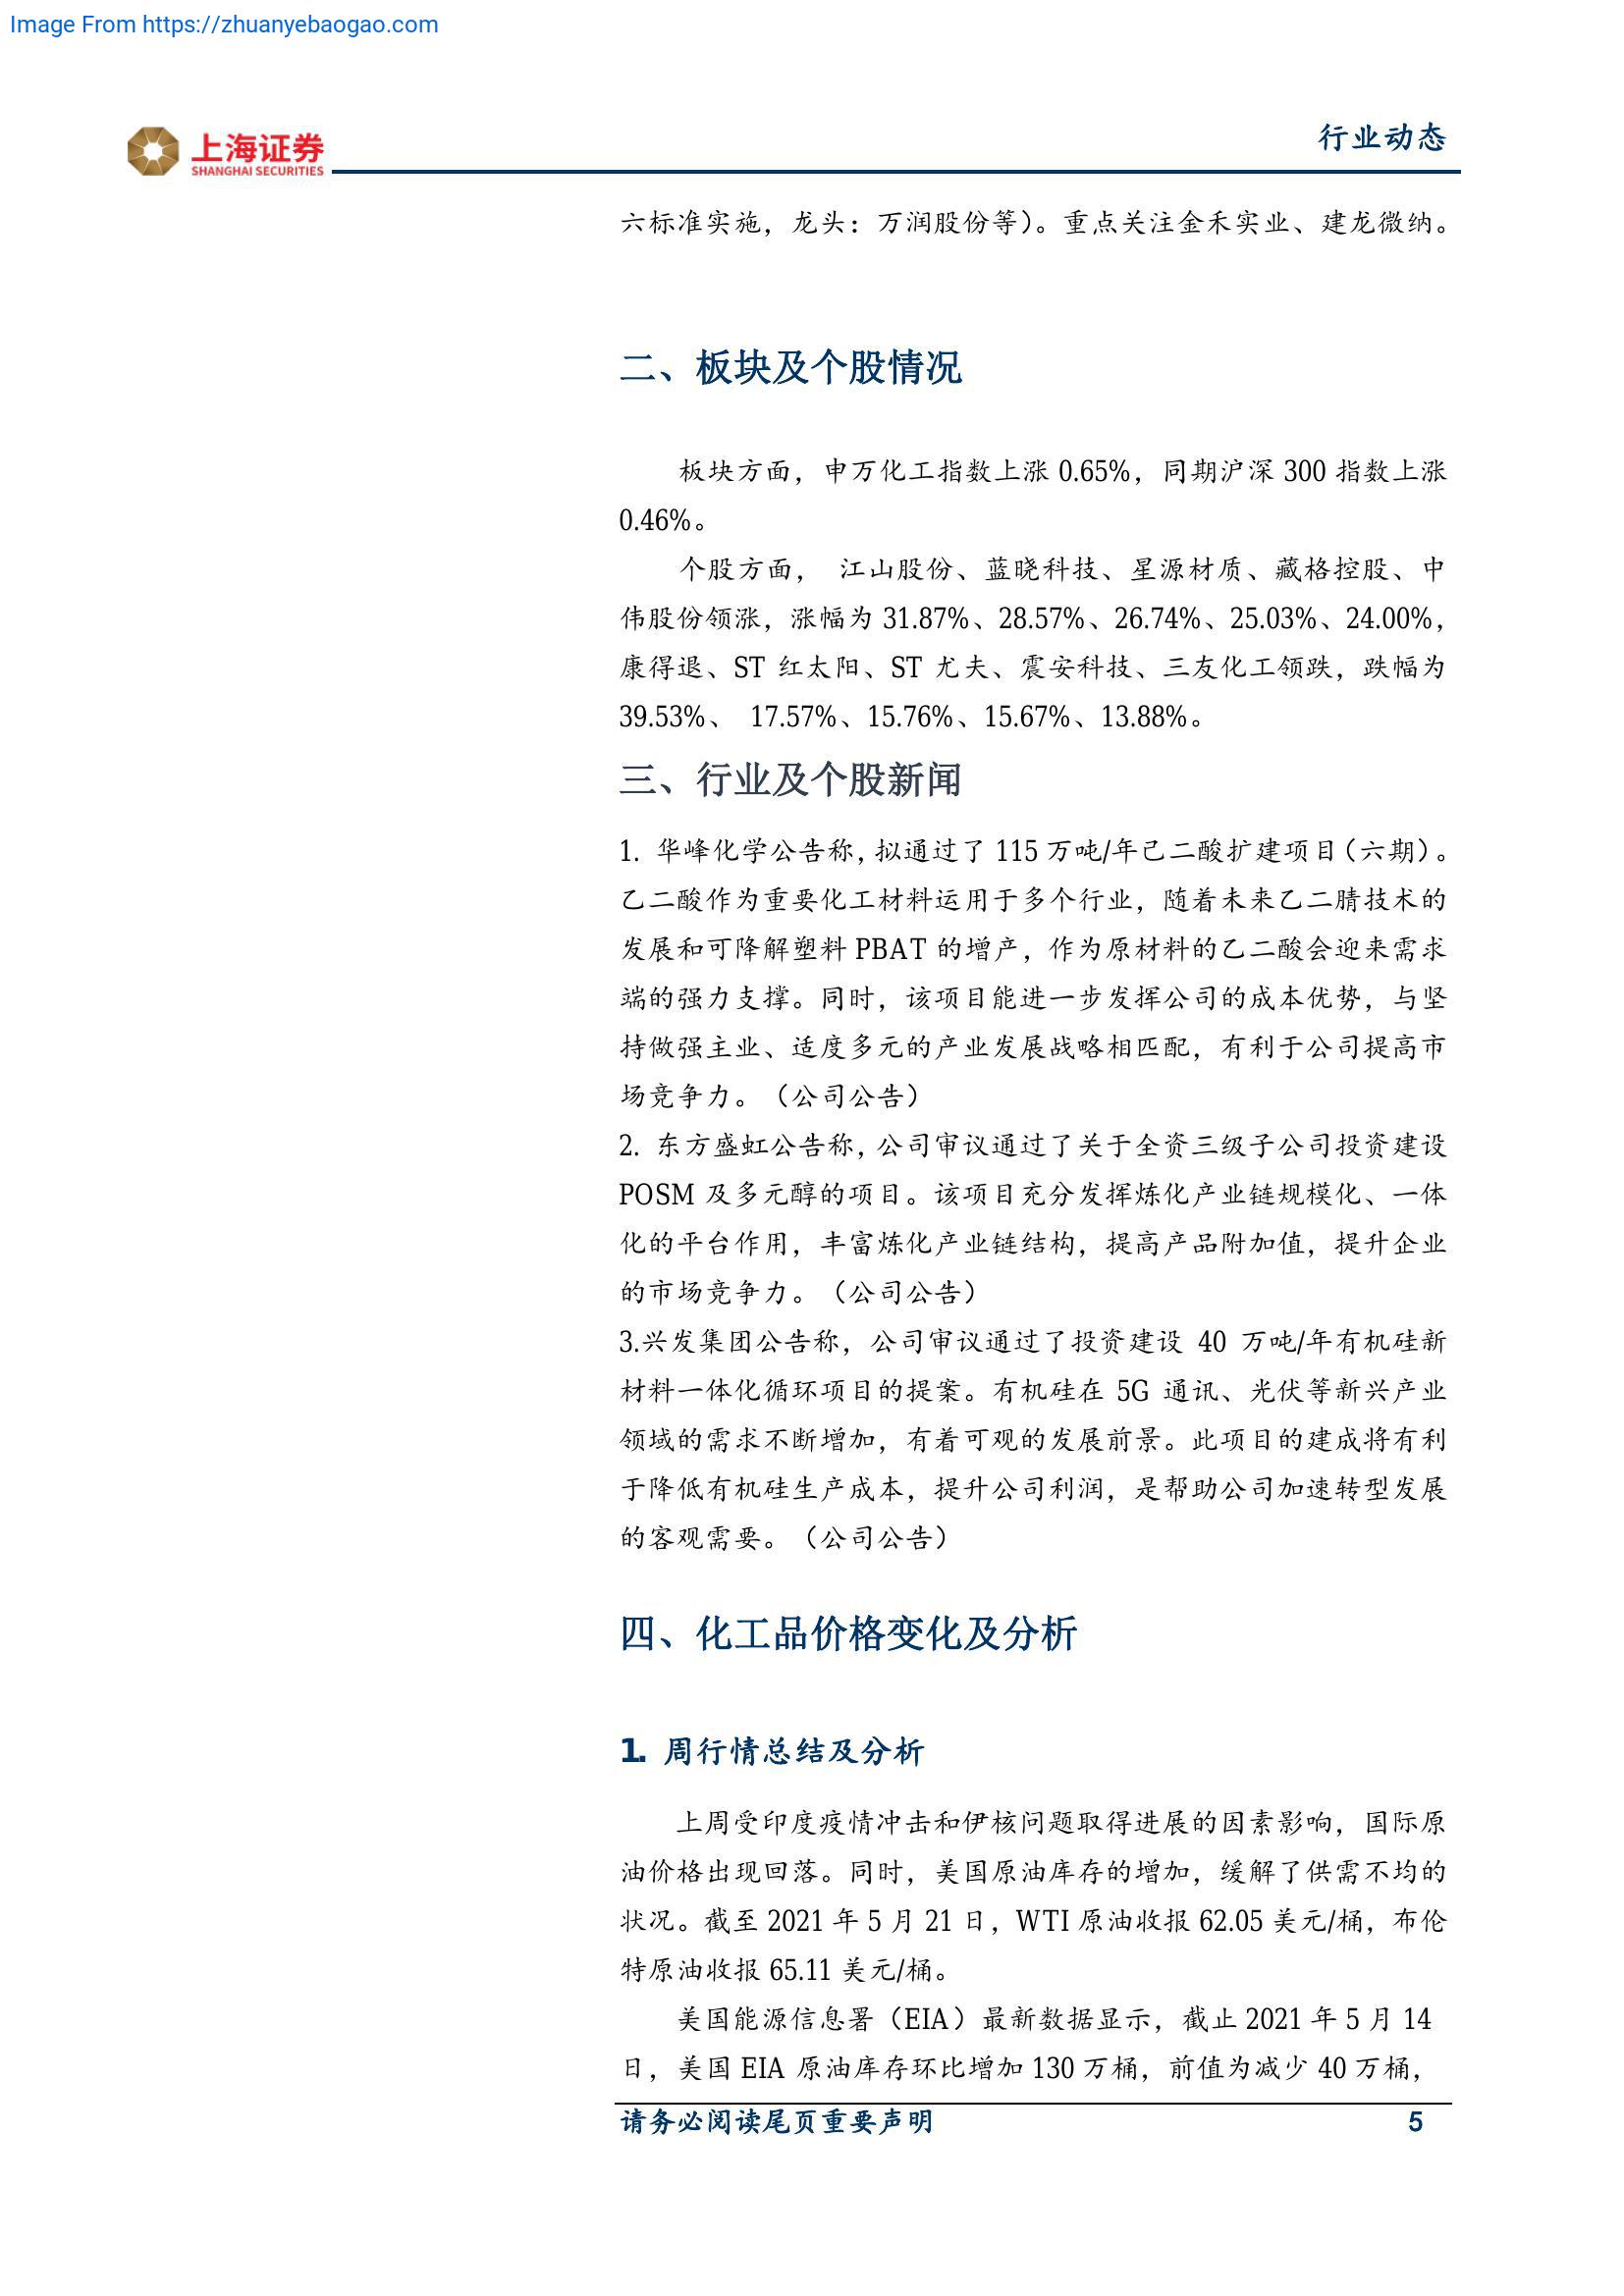 Image From https://zhuanyebaogao.com
上海证券
SHANGHAI SECURITIES
行业动态
六标准实施，龙头：万润股份等）。重点关注金禾实业、建龙微纳。
二、板块及个股情况
板块方面，申万化工指数上涨 0.65%，同期沪深 300 指数上涨
0.46%。
个股方面， 江山股份、蓝晓科技、星源材质、藏格控股、中
伟股份领涨，涨幅为 31.87%、28.57%、26.74%、25.03%、24.00%，
康得退、ST 红太阳、ST 尤夫、震安科技、三友化工领跌，跌幅为
39.53%、 17.57%、15.76%、15.67%、13.88%。
三、行业及个股新闻
1. 华峰化学公告称，拟通过了 115 万吨/年己二酸扩建项目（六期）。
乙二酸作为重要化工材料运用于多个行业，随着未来乙二腈技术的
发展和可降解塑料 PBAT 的增产，作为原材料的乙二酸会迎来需求
端的强力支撑。同时，该项目能进一步发挥公司的成本优势，与坚
持做强主业、适度多元的产业发展战略相匹配，有利于公司提高市
场竞争力。（公司公告）
2. 东方盛虹公告称，公司审议通过了关于全资三级子公司投资建设
POSM 及多元醇的项目。该项目充分发挥炼化产业链规模化、一体
化的平台作用，丰富炼化产业链结构，提高产品附加值，提升企业
的市场竞争力。（公司公告）
3.兴发集团公告称，公司审议通过了投资建设 40 万吨/年有机硅新
材料一体化循环项目的提案。有机硅在 5G 通讯、光伏等新兴产业
领域的需求不断增加，有着可观的发展前景。此项目的建成将有利
于降低有机硅生产成本，提升公司利润，是帮助公司加速转型发展
的客观需要。（公司公告）
四、化工品价格变化及分析
1. 周行情总结及分析
上周受印度疫情冲击和伊核问题取得进展的因素影响，国际原
油价格出现回落。同时，美国原油库存的增加，缓解了供需不均的
状况。截至 2021 年 5 月 21 日，WTI 原油收报 62.05 美元/桶，布伦
特原油收报 65.11 美元/桶。
美国能源信息署（EIA）最新数据显示，截止 2021 年 5 月 14
日，美国 EIA 原油库存环比增加 130 万桶，前值为减少 40 万桶，
请务必阅读尾页重要声明
5